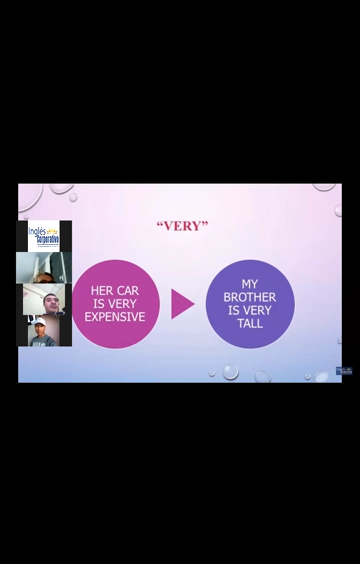 “VERY”
Inglés
Corporativo
HER CAR
IS VERY
EXPENSIVE
MY
BROTHER
IS VERY
TALL